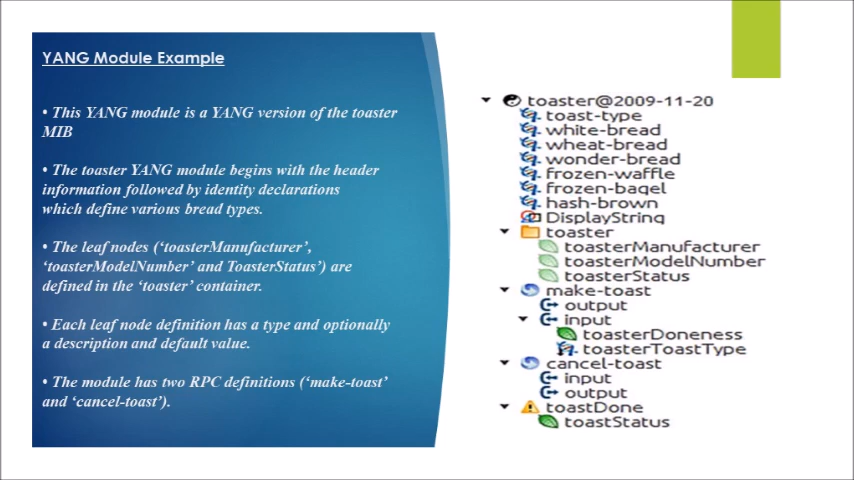 YANG Module Example
• This YANG module is a YANG version of the toaster
MIB
• The toaster YANG module begins with the header
information followed by identity declarations
which define various bread types.
• The leaf nodes (‘toasterManufacturer’,
‘toasterModelNumber’ and ToasterStatus’) are
defined in the ‘toaster’ container.
• Each leaf node definition has a type and optionally
a description and default value.
• The module has two RPC definitions (‘make-toast’
and ‘cancel-toast’).
toaster@2009-11-20
toast-type
white-bread
wheat-bread
wonder-bread
frozen-waffle
frozen-bagel
hash-brown
DisplayString
toaster
toasterManufacturer
toasterModelNumber
toasterStatus
make-toast
output
input
toasterDoneness
toasterToastType
cancel-toast
input
output
toastDone
toastStatus